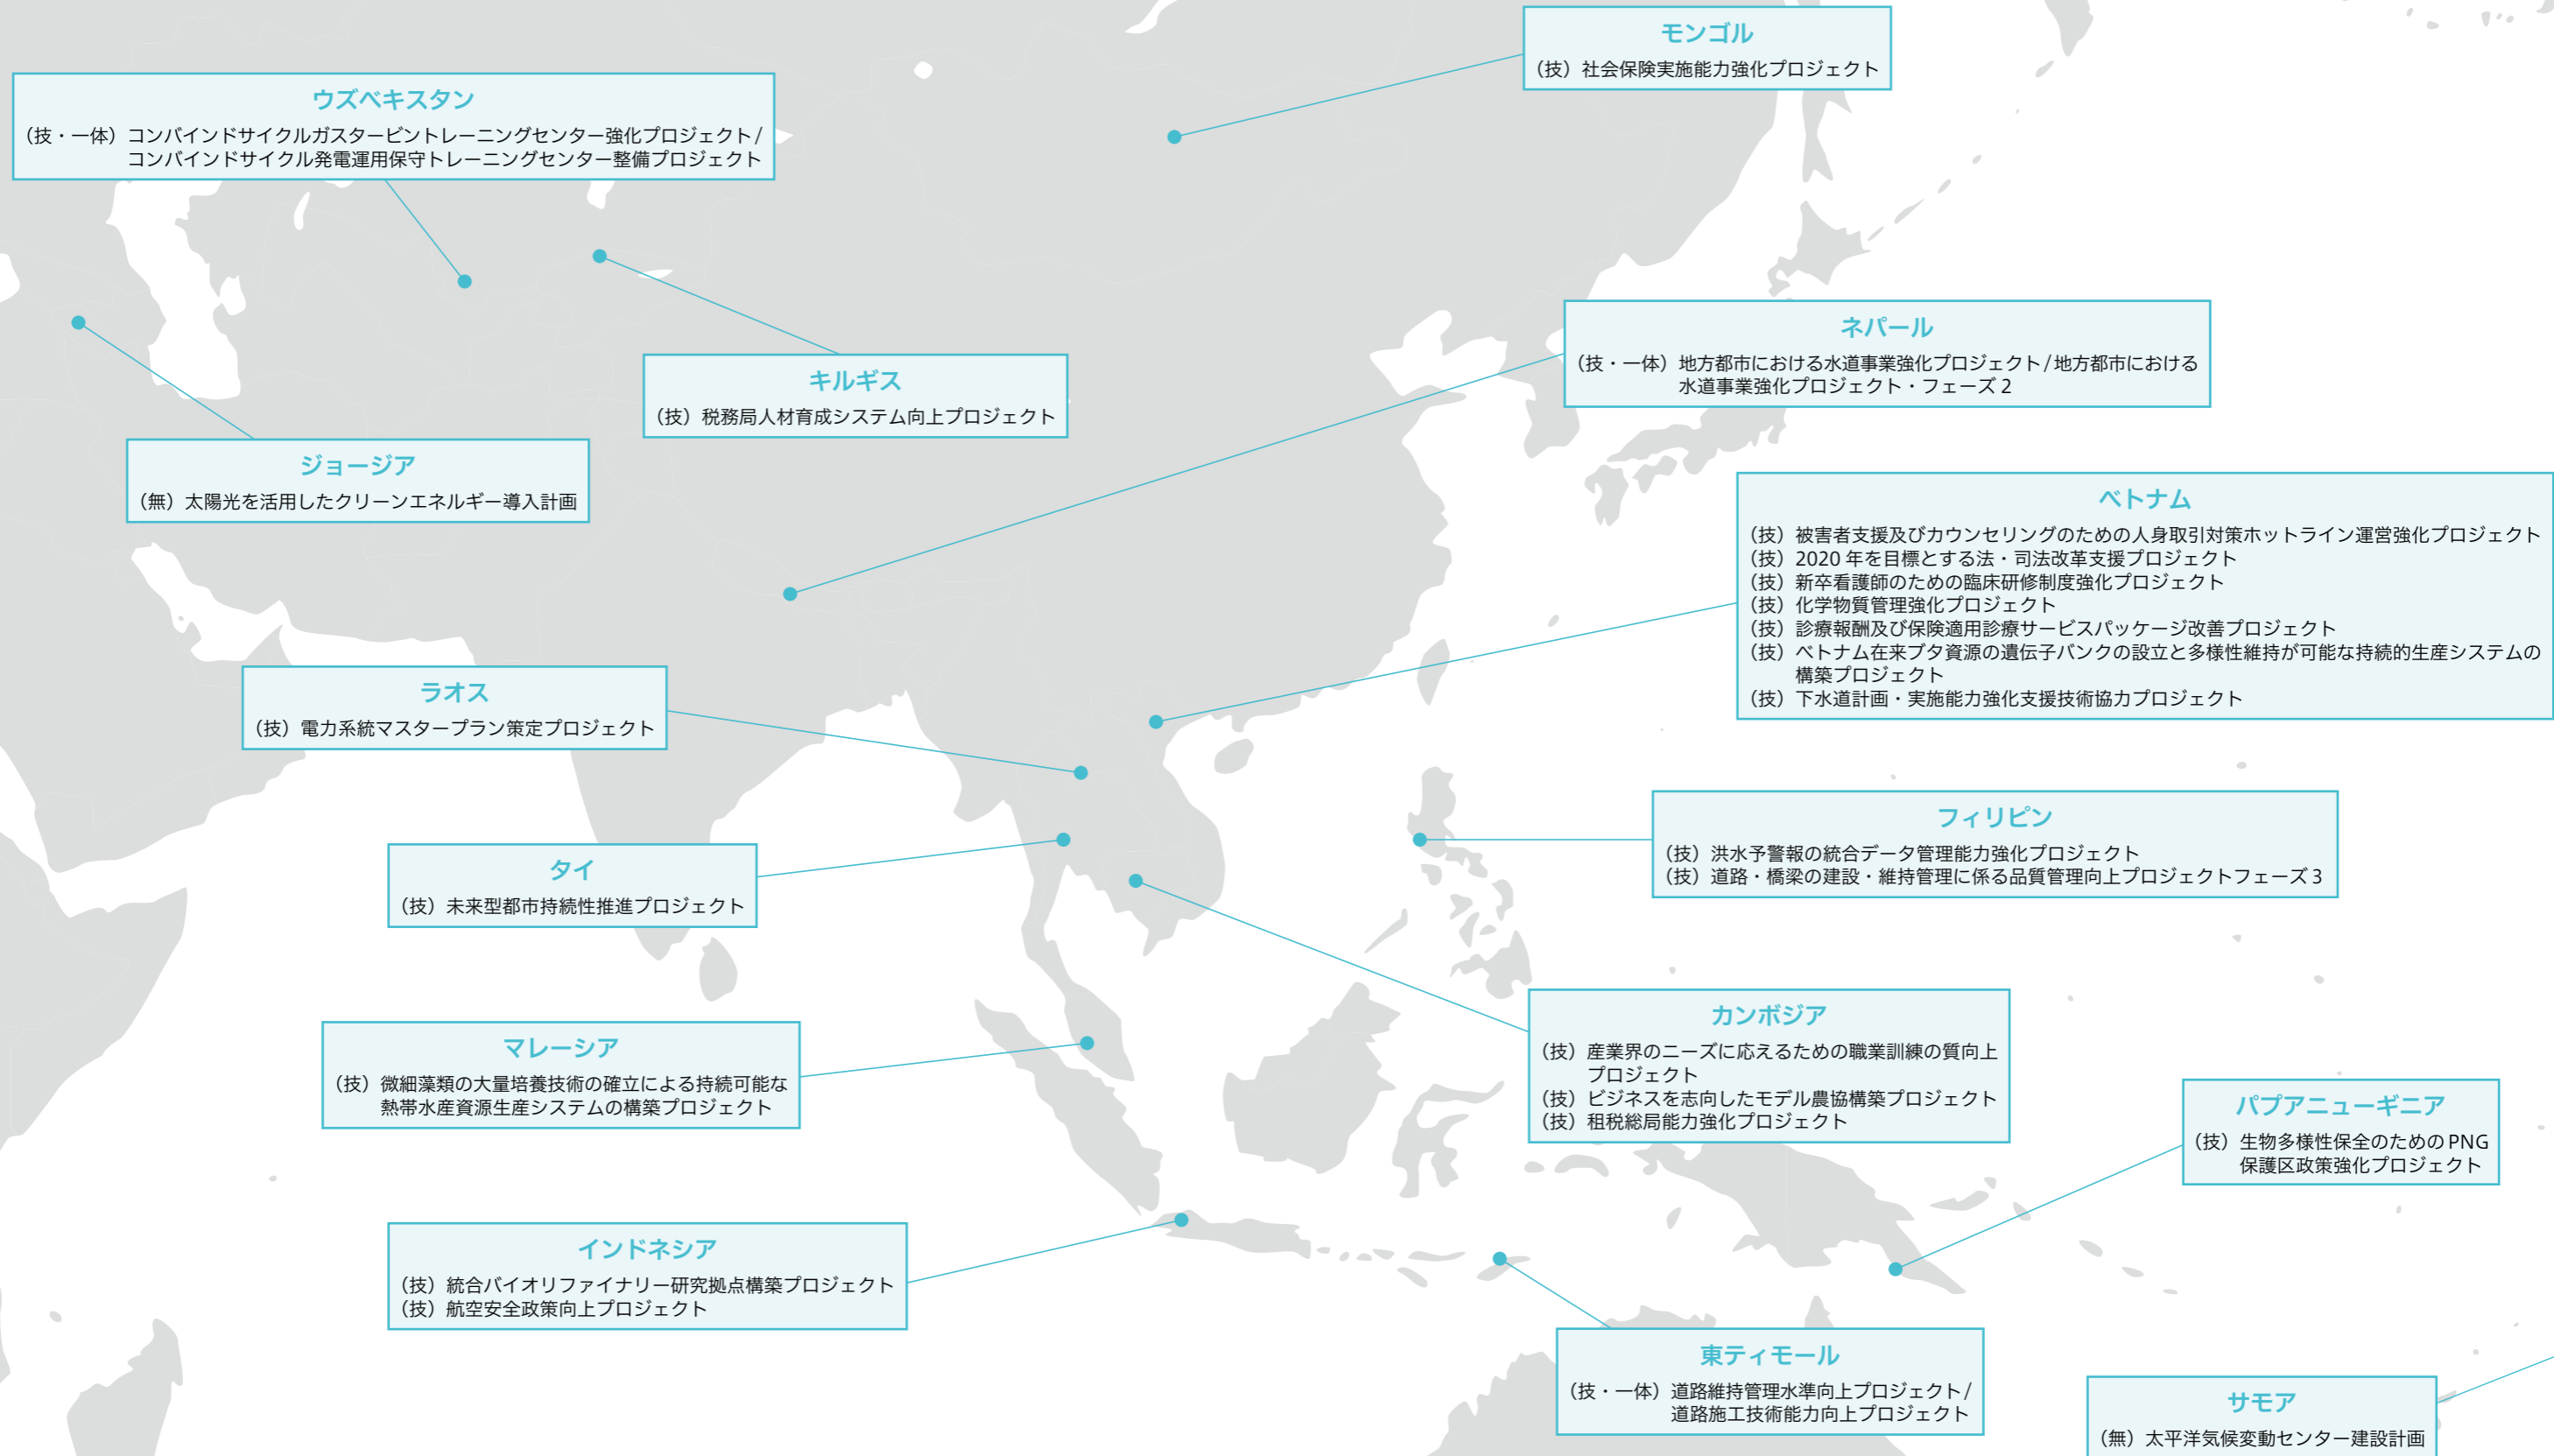 モンゴル
（技）社会保険実施能力強化プロジェクト
ウズベキスタン
（技・一体）コンバインドサイクルガスタービントレーニングセンター強化プロジェクト/
コンバインドサイクル発電運用保守トレーニングセンター整備プロジェクト
ネパール
（技・一体）地方都市における水道事業強化プロジェクト/地方都市における
水道事業強化プロジェクト・フェーズ2
キルギス
（技）税務局人材育成システム向上プロジェクト
ジョージア
（無）太陽光を活用したクリーンエネルギー導入計画
ベトナム
（技）被害者支援及びカウンセリングのための人身取引対策ホットライン運営強化プロジェクト
（技）2020年を目標とする法・司法改革支援プロジェクト
（技）新卒看護師のための臨床研修制度強化プロジェクト
（技）化学物質管理強化プロジェクト
（技）診療報酬及び保険適用診療サービスパッケージ改善プロジェクト
（技）ベトナム在来ブタ資源の遺伝子バンクの設立と多様性維持が可能な持続的生産システムの
構築プロジェクト
（技）下水道計画・実施能力強化支援技術協力プロジェクト
ラオス
（技）電力系統マスタープラン策定プロジェクト
フィリピン
（技）洪水予警報の統合データ管理能力強化プロジェクト
（技）道路・橋梁の建設・維持管理に係る品質管理向上プロジェクトフェーズ3
タイ
（技）未来型都市持続性推進プロジェクト
カンボジア
（技）産業界のニーズに応えるための職業訓練の質向上
プロジェクト
（技）ビジネスを志向したモデル農協構築プロジェクト
（技）租税総局能力強化プロジェクト
マレーシア
（技）微細藻類の大量培養技術の確立による持続可能な
熱帯水産資源生産システムの構築プロジェクト
パプアニューギニア
（技）生物多様性保全のためのPNG
保護区政策強化プロジェクト
インドネシア
（技）統合バイオリファイナリー研究拠点構築プロジェクト
（技）航空安全政策向上プロジェクト
東ティモール
（技・一体）道路維持管理水準向上プロジェクト/
道路施工技術能力向上プロジェクト
サモア
（無）太平洋気候変動センター建設計画